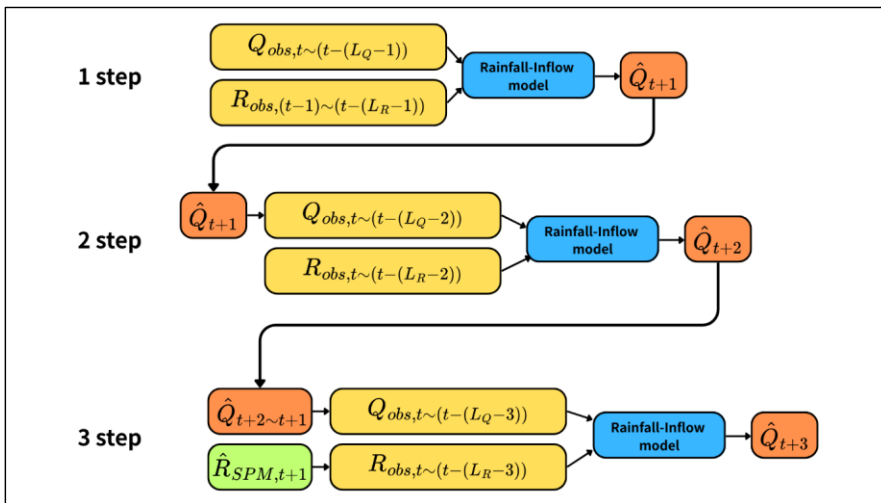 1 step
Q_{obs,t∼(t−(L_Q−1))}
R_{obs,(t−1)∼(t−(L_R−1))}
Rainfall-Inflow
model
Q̂_{t+1}
2 step
Q̂_{t+1}
Q_{obs,t∼(t−(L_Q−2))}
R_{obs,t∼(t−(L_R−2))}
Rainfall-Inflow
model
Q̂_{t+2}
3 step
Q̂_{t+2∼t+1}
R̂_{SPM,t+1}
Q_{obs,t∼(t−(L_Q−3))}
R_{obs,t∼(t−(L_R−3))}
Rainfall-Inflow
model
Q̂_{t+3}